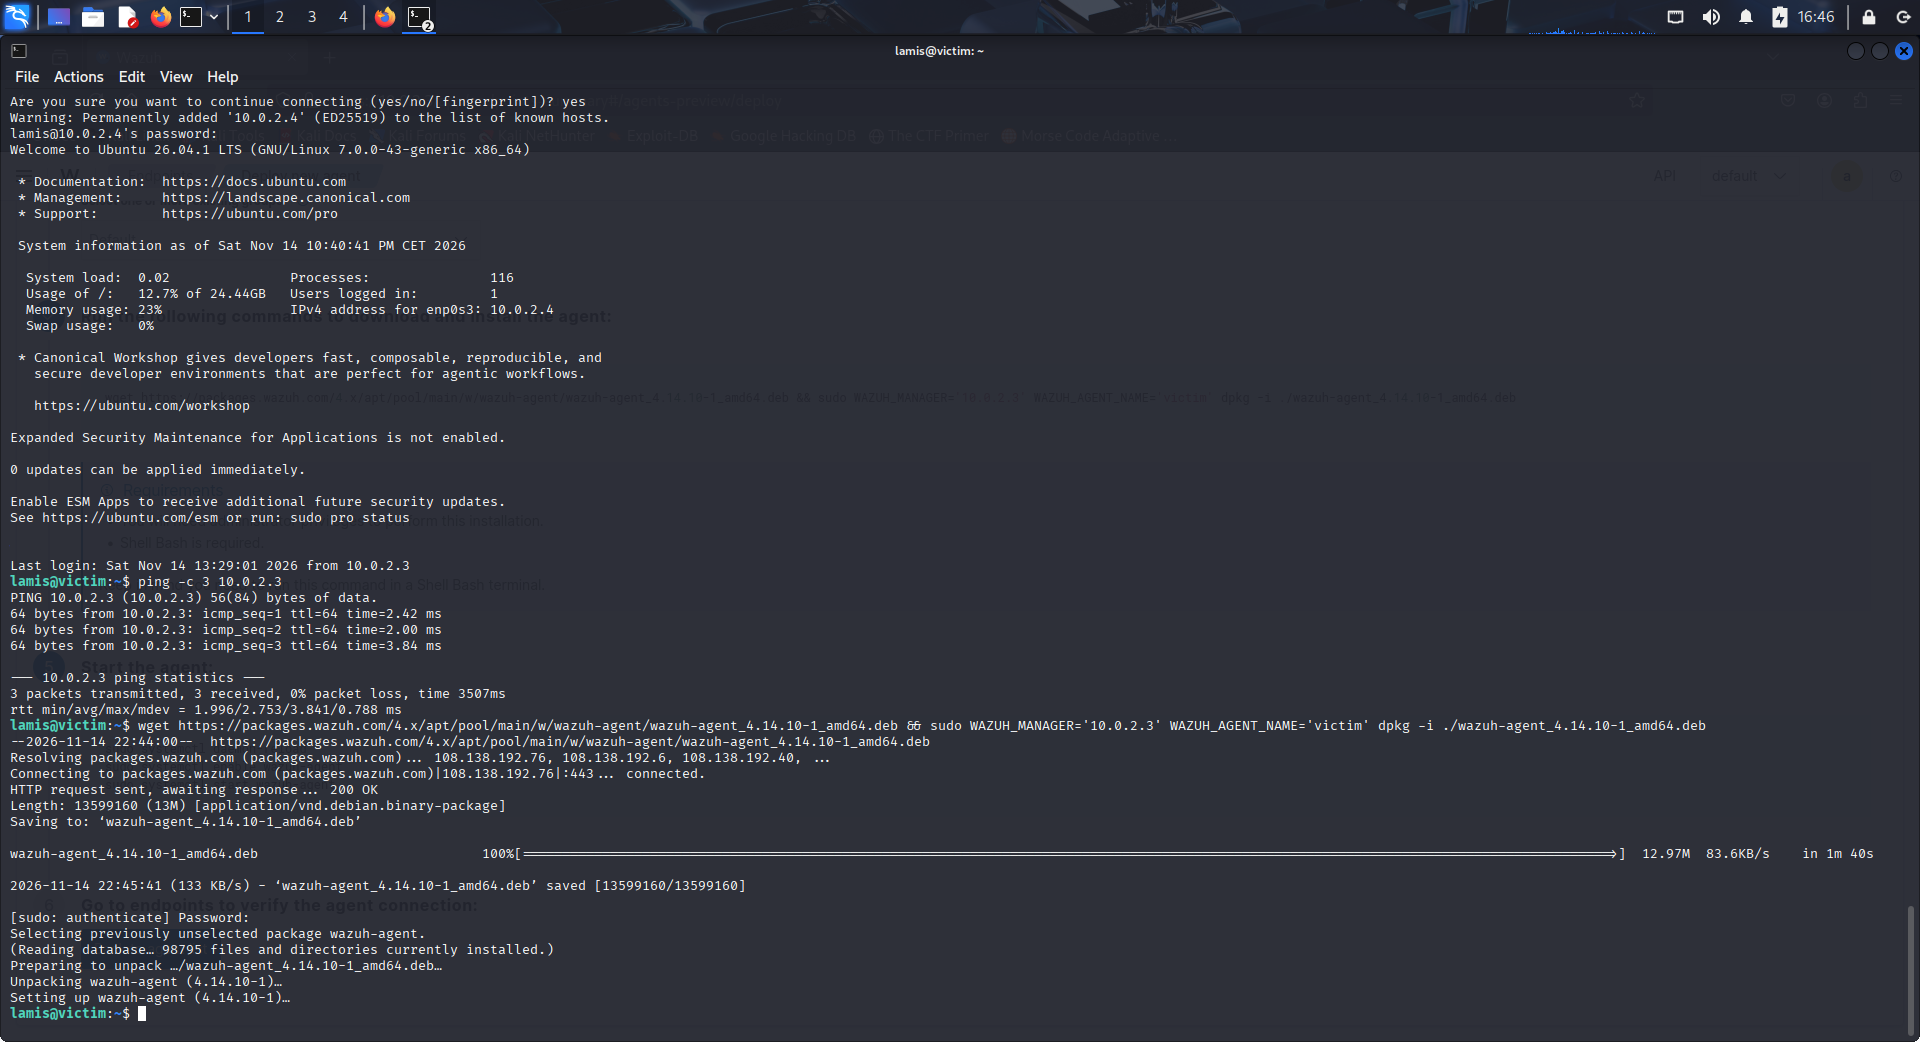 1 2 3 4
2
16:46
lamis@victim: ~
File Actions Edit View Help
Are you sure you want to continue connecting (yes/no/[fingerprint])? yes
Warning: Permanently added '10.0.2.4' (ED25519) to the list of known hosts.
lamis@10.0.2.4's password:
Welcome to Ubuntu 26.04.1 LTS (GNU/Linux 7.0.0-43-generic x86_64)
* Documentation: https://docs.ubuntu.com
* Management: https://landscape.canonical.com
* Support: https://ubuntu.com/pro
System information as of Sat Nov 14 10:40:41 PM CET 2026
System load: 0.02 Processes: 116
Usage of /: 12.7% of 24.44GB Users logged in: 1
Memory usage: 23% IPv4 address for enp0s3: 10.0.2.4
Swap usage: 0%
* Canonical Workshop gives developers fast, composable, reproducible, and
secure developer environments that are perfect for agentic workflows.
https://ubuntu.com/workshop
Expanded Security Maintenance for Applications is not enabled.
0 updates can be applied immediately.
Enable ESM Apps to receive additional future security updates.
See https://ubuntu.com/esm or run: sudo pro status
Last login: Sat Nov 14 13:29:01 2026 from 10.0.2.3
lamis@victim:~$ ping -c 3 10.0.2.3
PING 10.0.2.3 (10.0.2.3) 56(84) bytes of data.
64 bytes from 10.0.2.3: icmp_seq=1 ttl=64 time=2.42 ms
64 bytes from 10.0.2.3: icmp_seq=2 ttl=64 time=2.00 ms
64 bytes from 10.0.2.3: icmp_seq=3 ttl=64 time=3.84 ms
--- 10.0.2.3 ping statistics ---
3 packets transmitted, 3 received, 0% packet loss, time 3507ms
rtt min/avg/max/mdev = 1.996/2.753/3.841/0.788 ms
lamis@victim:~$ wget https://packages.wazuh.com/4.x/apt/pool/main/w/wazuh-agent/wazuh-agent_4.14.10-1_amd64.deb && sudo WAZUH_MANAGER='10.0.2.3' WAZUH_AGENT_NAME='victim' dpkg -i ./wazuh-agent_4.14.10-1_amd64.deb
--2026-11-14 22:44:00-- https://packages.wazuh.com/4.x/apt/pool/main/w/wazuh-agent/wazuh-agent_4.14.10-1_amd64.deb
Resolving packages.wazuh.com (packages.wazuh.com)... 108.138.192.76, 108.138.192.6, 108.138.192.40, ...
Connecting to packages.wazuh.com (packages.wazuh.com)|108.138.192.76|:443... connected.
HTTP request sent, awaiting response... 200 OK
Length: 13599160 (13M) [application/vnd.debian.binary-package]
Saving to: ‘wazuh-agent_4.14.10-1_amd64.deb’
wazuh-agent_4.14.10-1_amd64.deb 100%[==================================================>] 12.97M 83.6KB/s in 1m 40s
2026-11-14 22:45:41 (133 KB/s) - ‘wazuh-agent_4.14.10-1_amd64.deb’ saved [13599160/13599160]
[sudo: authenticate] Password:
Selecting previously unselected package wazuh-agent.
(Reading database… 98795 files and directories currently installed.)
Preparing to unpack …/wazuh-agent_4.14.10-1_amd64.deb…
Unpacking wazuh-agent (4.14.10-1)…
Setting up wazuh-agent (4.14.10-1)…
lamis@victim:~$